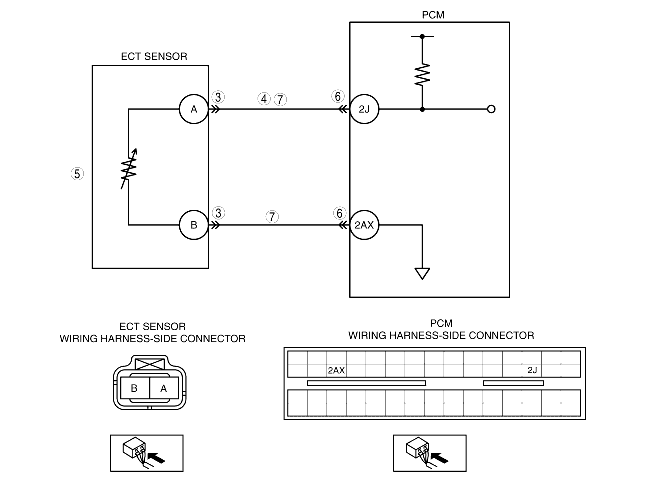 PCM
ECT SENSOR
3
4 7
6
A
2J
5
3
7
6
B
2AX
ECT SENSOR
WIRING HARNESS-SIDE CONNECTOR
PCM
WIRING HARNESS-SIDE CONNECTOR
2AX
2J
B A